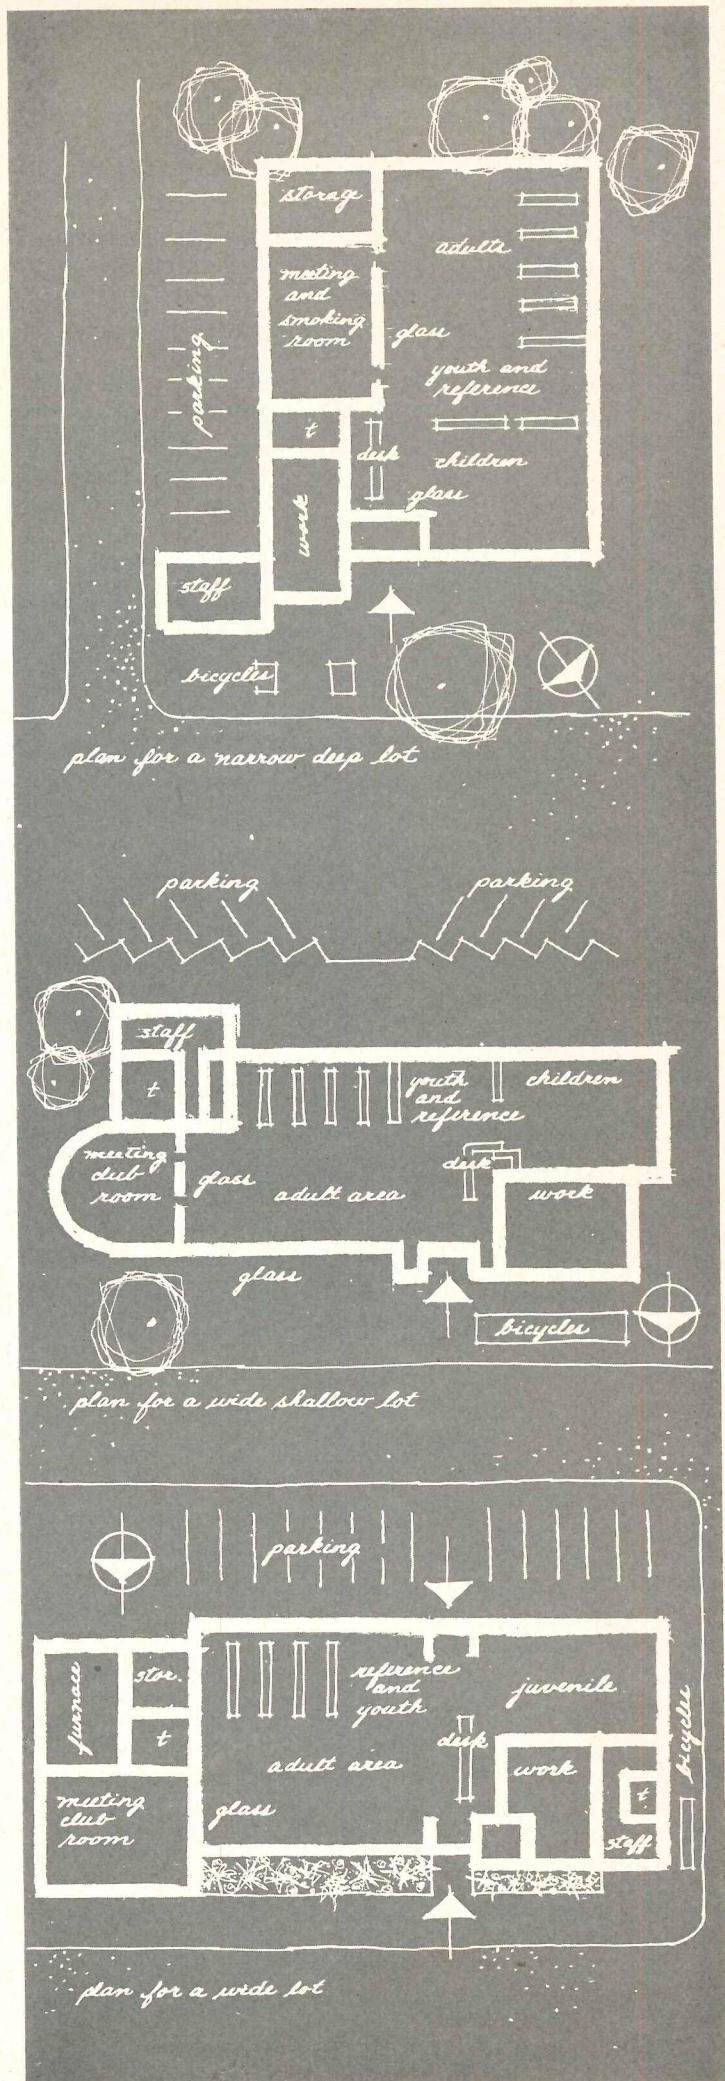 storage
adults
meeting
and
smoking
room
glass
parking
youth and
reference
t
desk
children
glass
work
staff
bicycles
plan for a narrow deep lot
parking
parking
staff
t
youth
and
reference
children
meeting
club
room
glass
adult area
desk
work
glass
bicycles
plan for a wide shallow lot
parking
furnace
stor.
t
reference
and
youth
juvenile
bicycles
adult area
desk
work
t
meeting
club
room
glass
staff
plan for a wide lot